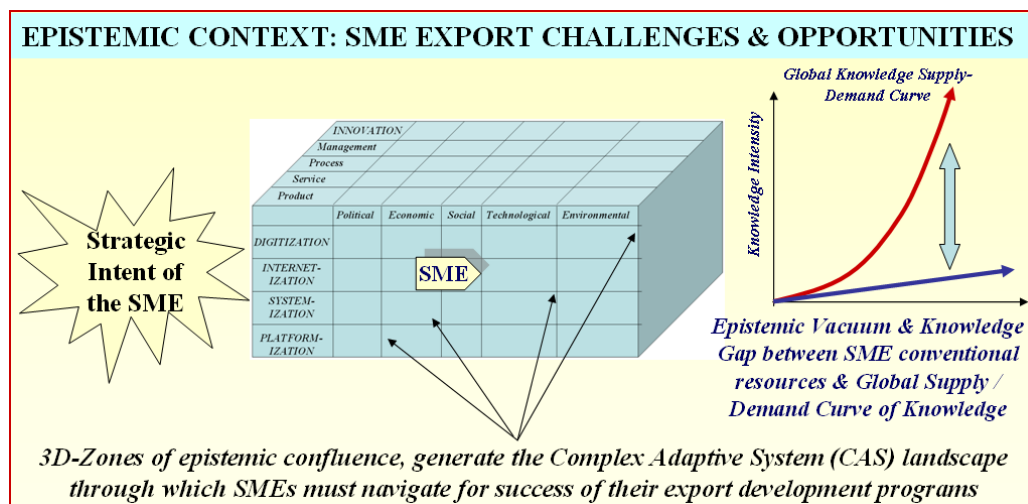 EPISTEMIC CONTEXT: SME EXPORT CHALLENGES & OPPORTUNITIES
Strategic
Intent of
the SME
INNOVATION
Management
Process
Service
Product
Political Economic Social Technological Environmental
DIGITIZATION
INTERNET-
IZATION
SYSTEM-
IZATION
PLATFORM-
IZATION
SME
Global Knowledge Supply-
Demand Curve
Knowledge Intensity
Epistemic Vacuum & Knowledge
Gap between SME conventional
resources & Global Supply /
Demand Curve of Knowledge
3D-Zones of epistemic confluence, generate the Complex Adaptive System (CAS) landscape
through which SMEs must navigate for success of their export development programs